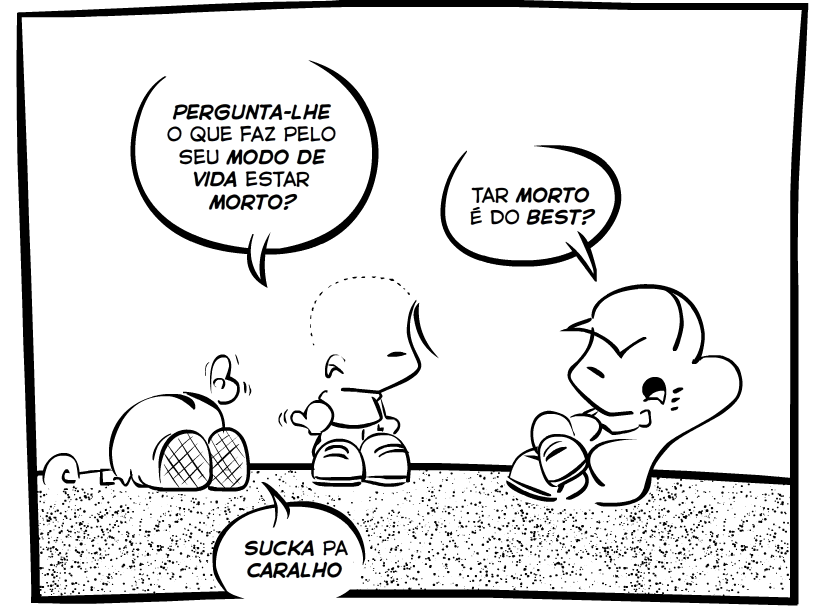 PERGUNTA-LHE
O QUE FAZ PELO
SEU MODO DE
VIDA ESTAR
MORTO?
TAR MORTO
É DO BEST?
SUCKA PA
CARALHO